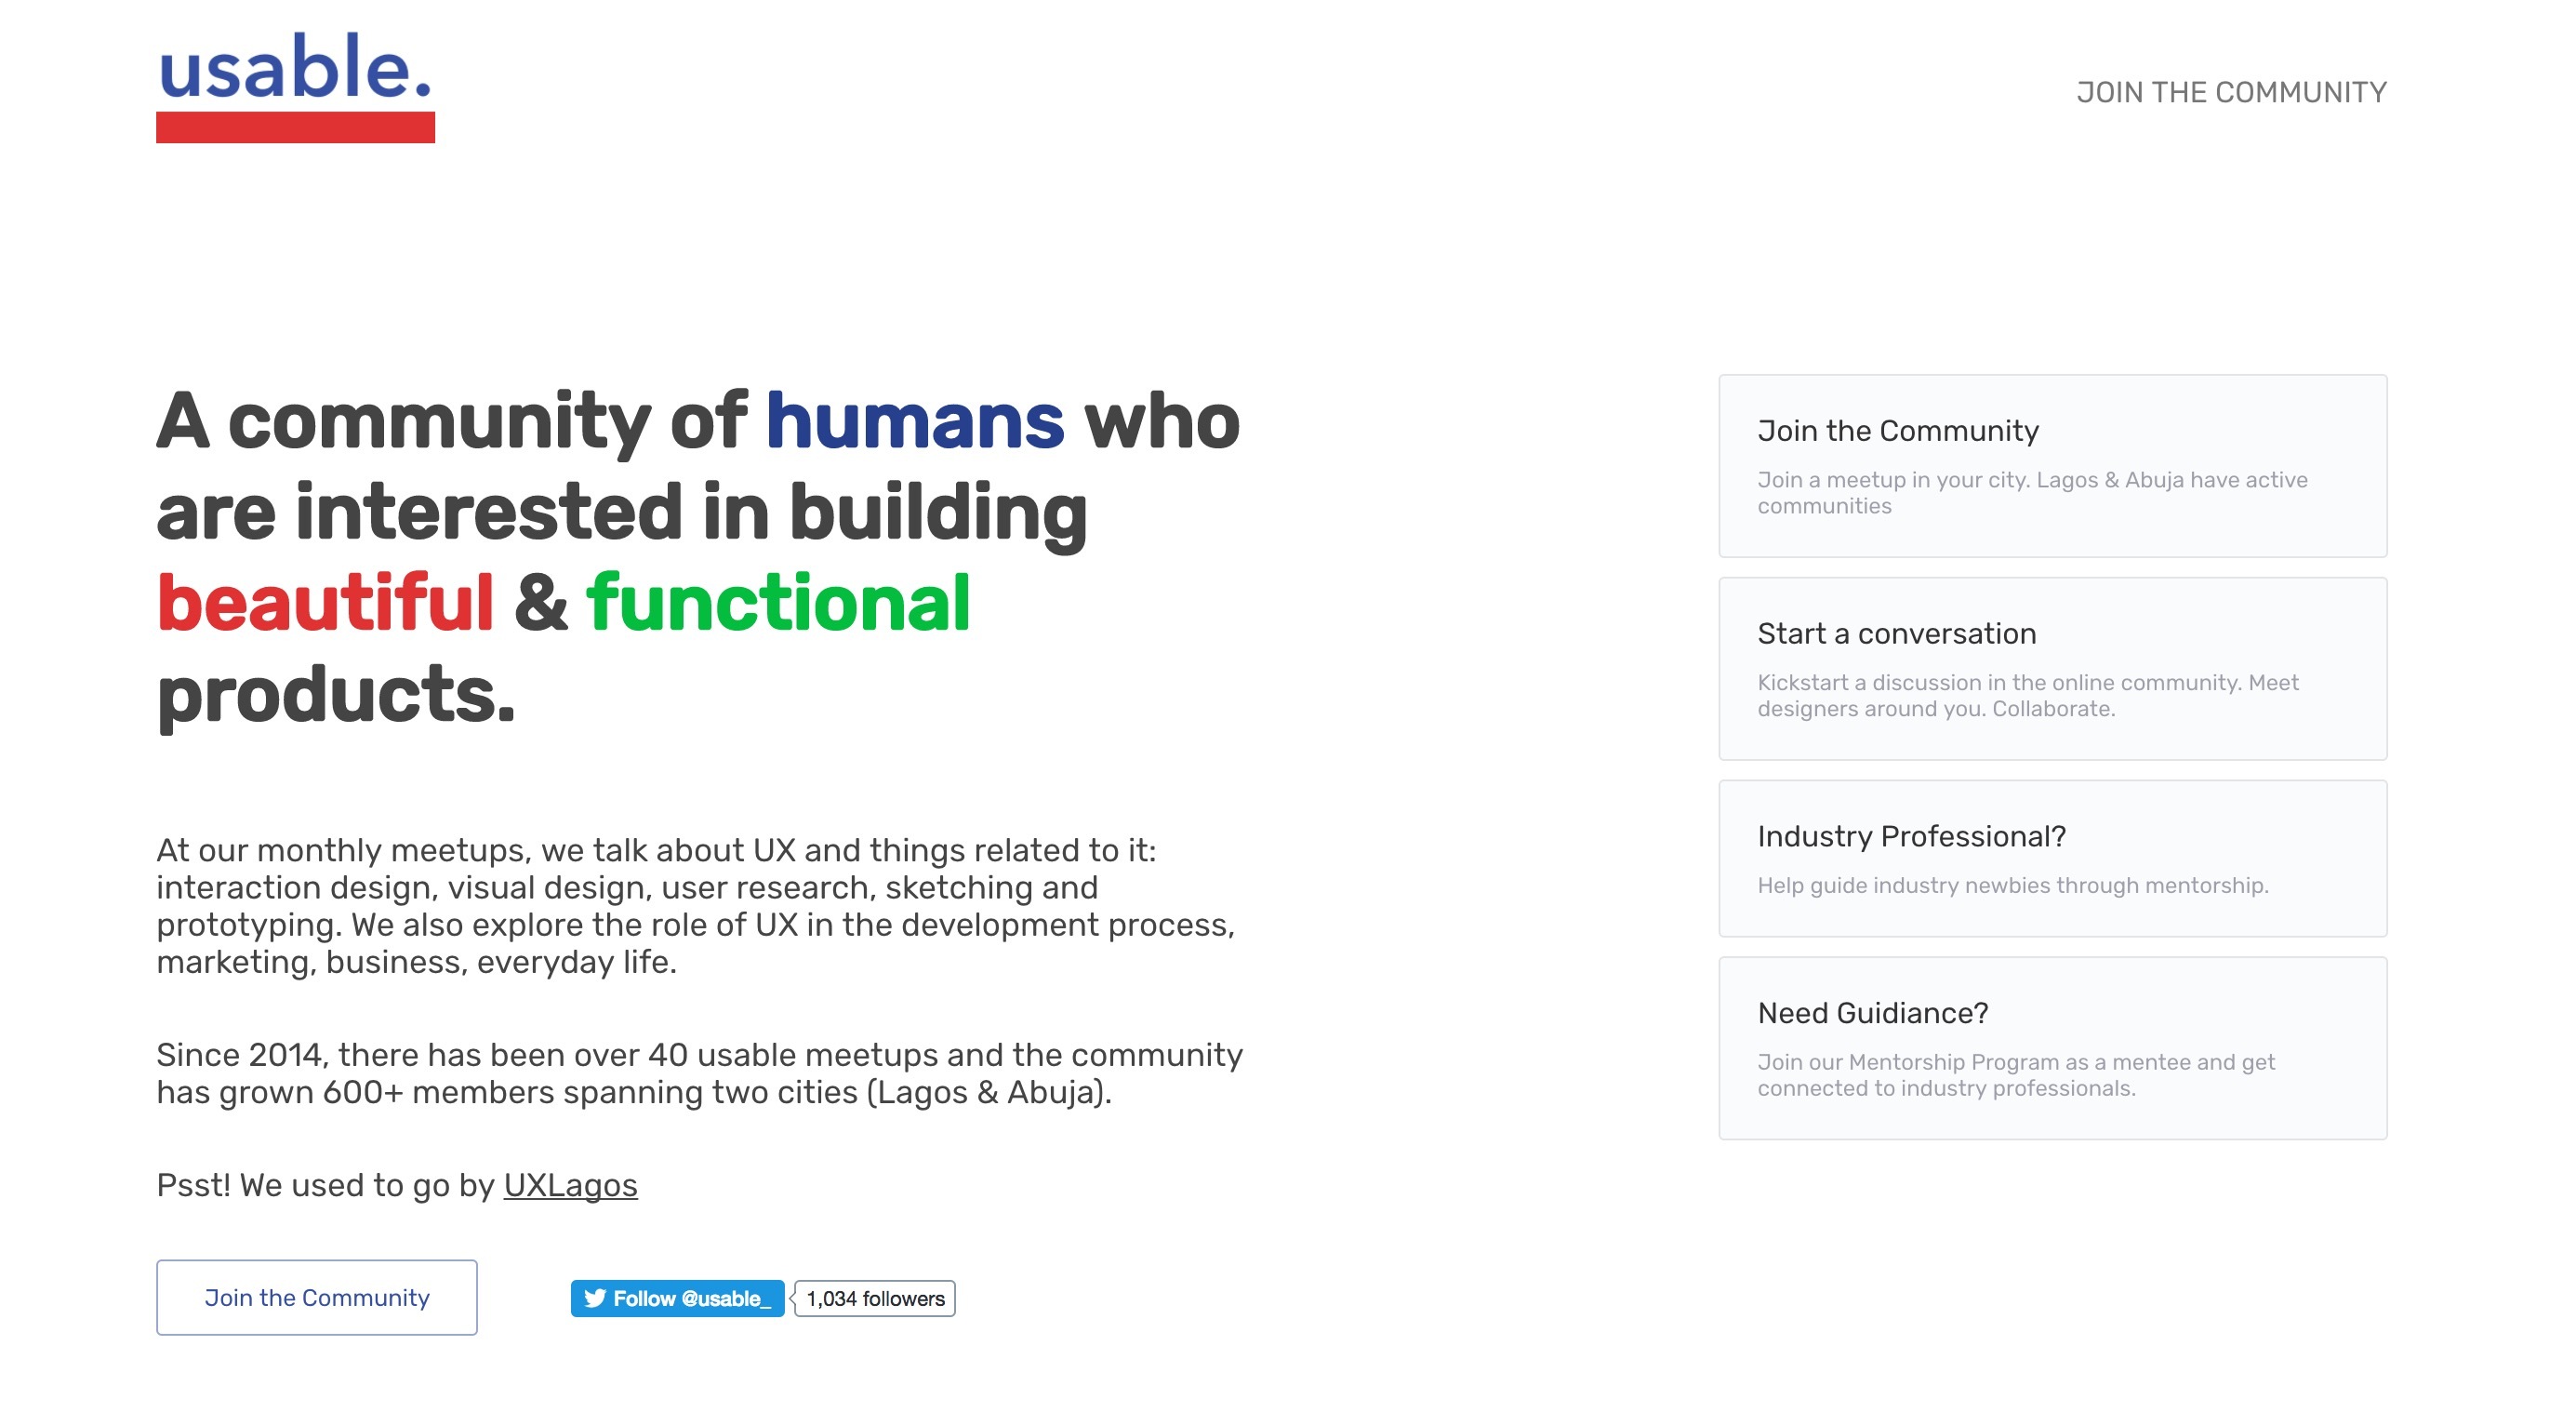 usable.
JOIN THE COMMUNITY
A community of humans who
are interested in building
beautiful & functional
products.
At our monthly meetups, we talk about UX and things related to it:
interaction design, visual design, user research, sketching and
prototyping. We also explore the role of UX in the development process,
marketing, business, everyday life.
Since 2014, there has been over 40 usable meetups and the community
has grown 600+ members spanning two cities (Lagos & Abuja).
Psst! We used to go by UXLagos
Join the Community
Follow @usable_
1,034 followers
Join the Community
Join a meetup in your city. Lagos & Abuja have active
communities
Start a conversation
Kickstart a discussion in the online community. Meet
designers around you. Collaborate.
Industry Professional?
Help guide industry newbies through mentorship.
Need Guidiance?
Join our Mentorship Program as a mentee and get
connected to industry professionals.